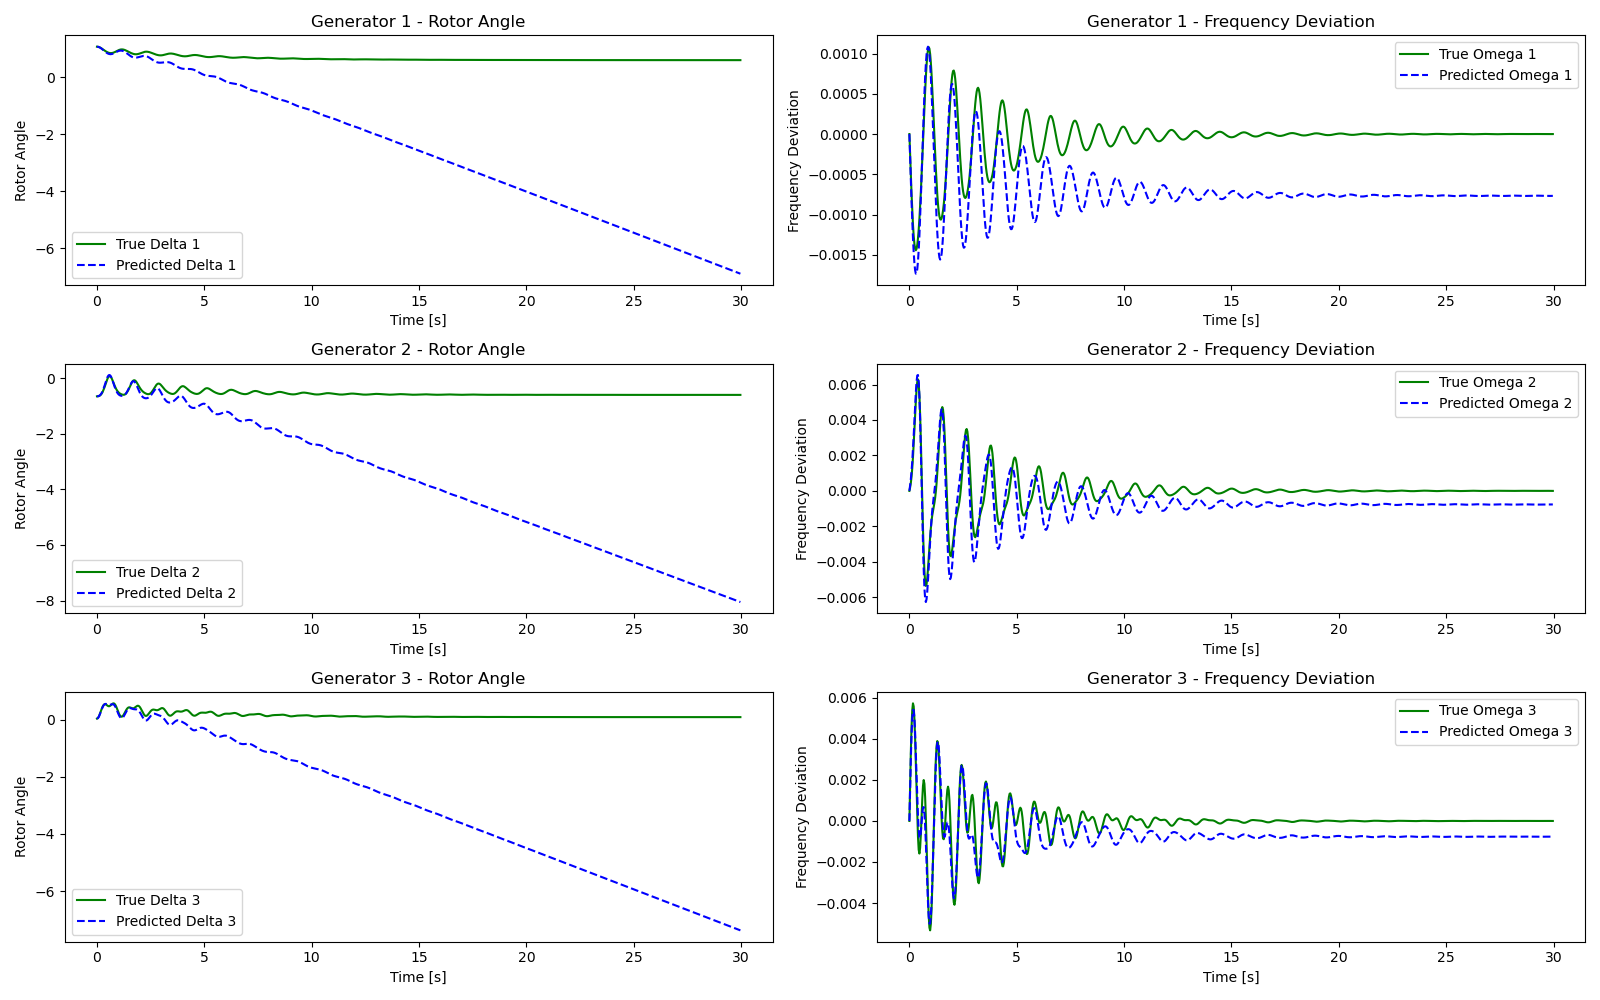 Generator 1 - Rotor Angle
Rotor Angle
0
−2
−4
−6
True Delta 1
Predicted Delta 1
0 5 10 15 20 25 30
Time [s]
Generator 1 - Frequency Deviation
Frequency Deviation
0.0010
0.0005
0.0000
−0.0005
−0.0010
−0.0015
True Omega 1
Predicted Omega 1
0 5 10 15 20 25 30
Time [s]
Generator 2 - Rotor Angle
Rotor Angle
0
−2
−4
−6
−8
True Delta 2
Predicted Delta 2
0 5 10 15 20 25 30
Time [s]
Generator 2 - Frequency Deviation
Frequency Deviation
0.006
0.004
0.002
0.000
−0.002
−0.004
−0.006
True Omega 2
Predicted Omega 2
0 5 10 15 20 25 30
Time [s]
Generator 3 - Rotor Angle
Rotor Angle
0
−2
−4
−6
True Delta 3
Predicted Delta 3
0 5 10 15 20 25 30
Time [s]
Generator 3 - Frequency Deviation
Frequency Deviation
0.006
0.004
0.002
0.000
−0.002
−0.004
True Omega 3
Predicted Omega 3
0 5 10 15 20 25 30
Time [s]